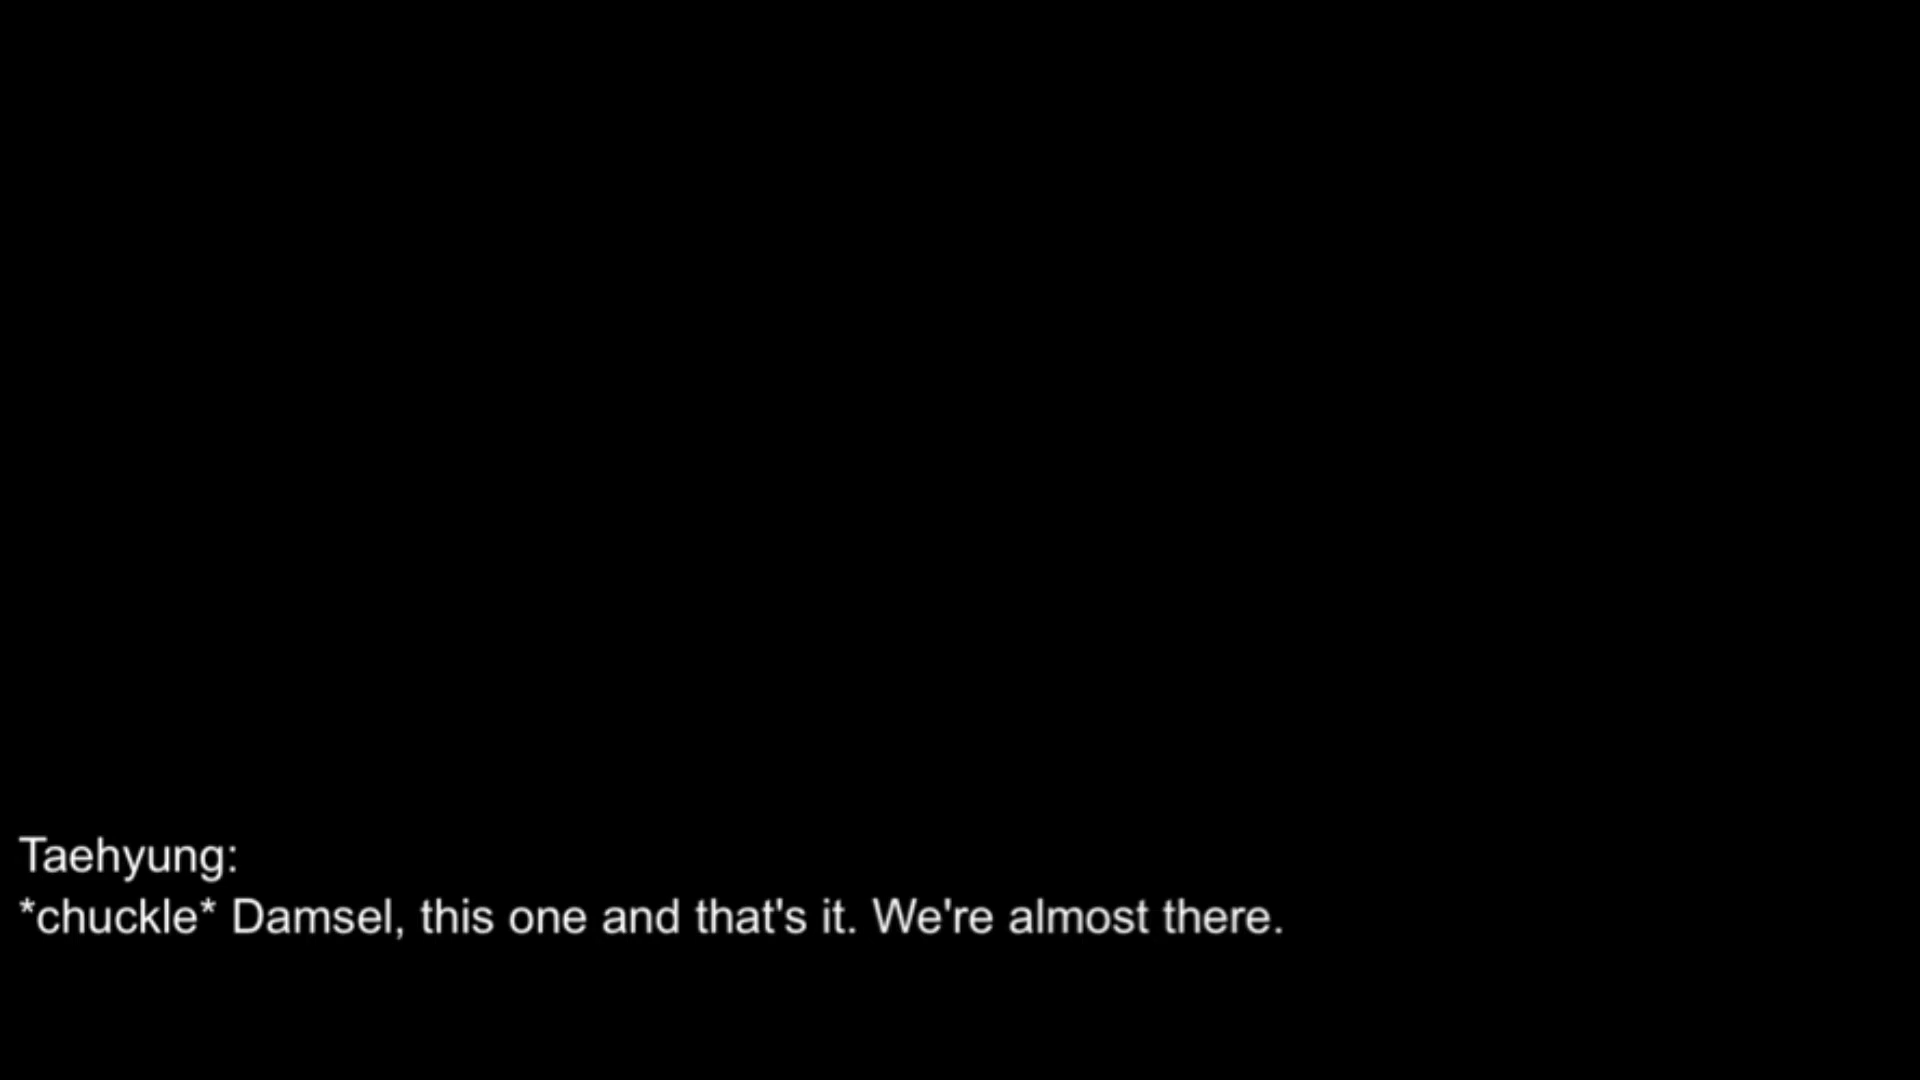 Taehyung:
*chuckle* Damsel, this one and that's it. We're almost there.